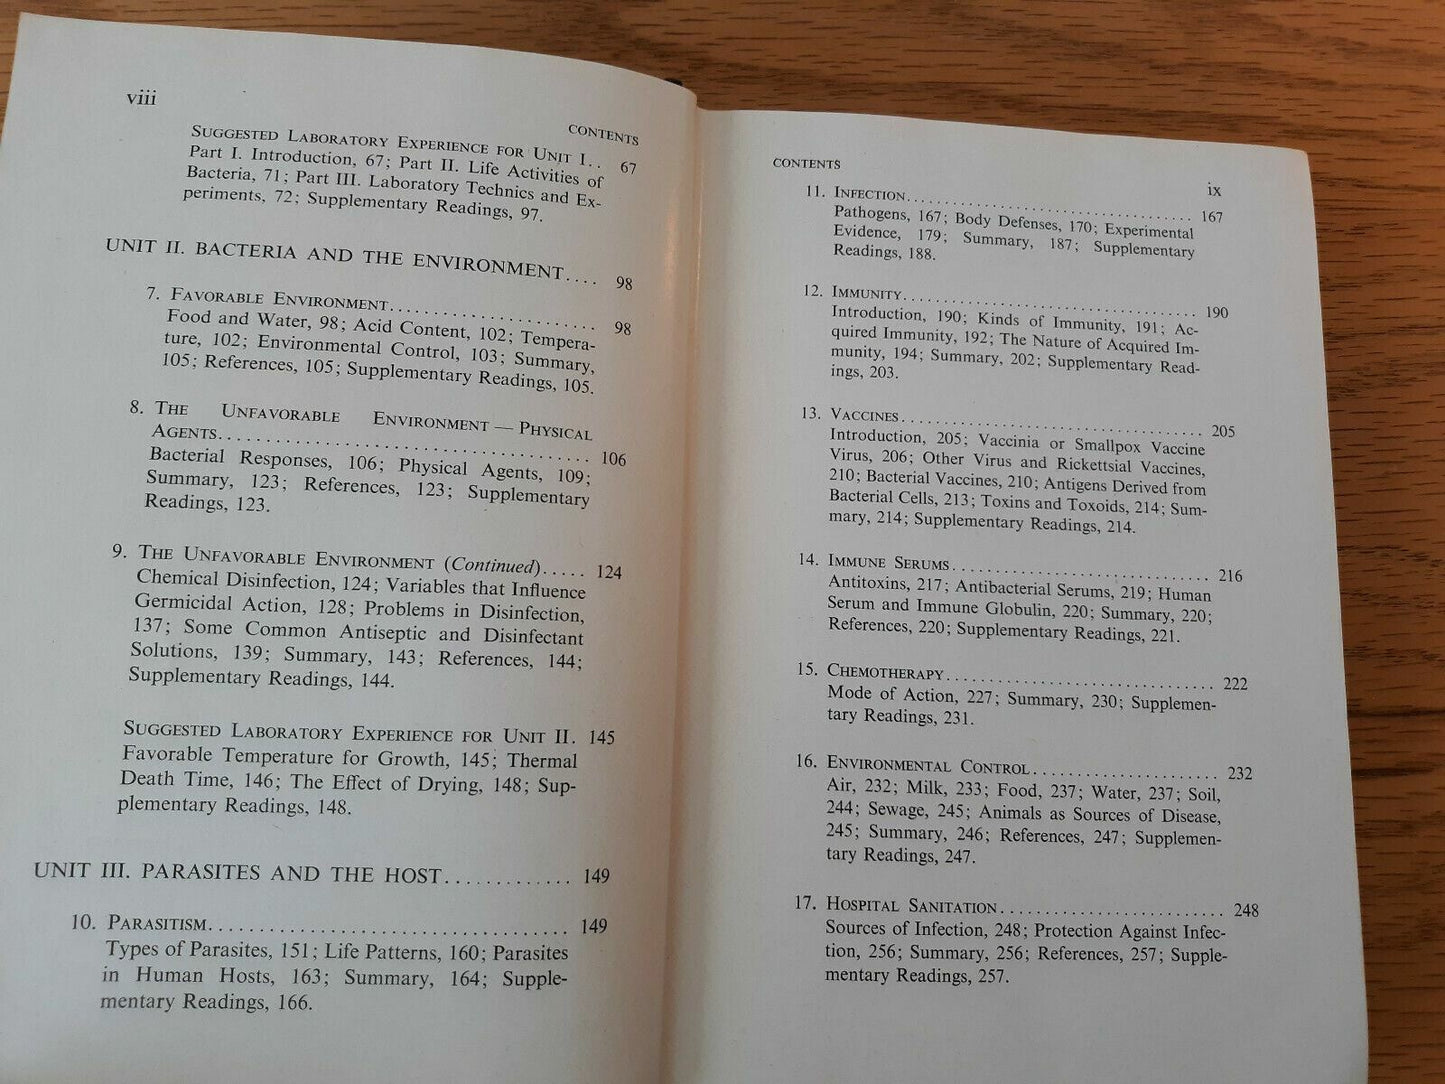 viii
CONTENTS
SUGGESTED LABORATORY EXPERIENCE FOR UNIT I.. 67
Part I. Introduction, 67; Part II. Life Activities of
Bacteria, 71; Part III. Laboratory Technics and Ex-
periments, 72; Supplementary Readings, 97.
UNIT II. BACTERIA AND THE ENVIRONMENT.... 98
7. FAVORABLE ENVIRONMENT........................ 98
Food and Water, 98; Acid Content, 102; Tempera-
ture, 102; Environmental Control, 103; Summary,
105; References, 105; Supplementary Readings, 105.
8. THE UNFAVORABLE ENVIRONMENT — PHYSICAL
AGENTS........................................ 106
Bacterial Responses, 106; Physical Agents, 109;
Summary, 123; References, 123; Supplementary
Readings, 123.
9. THE UNFAVORABLE ENVIRONMENT (Continued)..... 124
Chemical Disinfection, 124; Variables that Influence
Germicidal Action, 128; Problems in Disinfection,
137; Some Common Antiseptic and Disinfectant
Solutions, 139; Summary, 143; References, 144;
Supplementary Readings, 144.
SUGGESTED LABORATORY EXPERIENCE FOR UNIT II. 145
Favorable Temperature for Growth, 145; Thermal
Death Time, 146; The Effect of Drying, 148; Sup-
plementary Readings, 148.
UNIT III. PARASITES AND THE HOST............. 149
10. PARASITISM.................................... 149
Types of Parasites, 151; Life Patterns, 160; Parasites
in Human Hosts, 163; Summary, 164; Supple-
mentary Readings, 166.
CONTENTS
ix
11. INFECTION.................................... 167
Pathogens, 167; Body Defenses, 170; Experimental
Evidence, 179; Summary, 187; Supplementary
Readings, 188.
12. IMMUNITY..................................... 190
Introduction, 190; Kinds of Immunity, 191; Ac-
quired Immunity, 192; The Nature of Acquired Im-
munity, 194; Summary, 202; Supplementary Read-
ings, 203.
13. VACCINES...................................... 205
Introduction, 205; Vaccinia or Smallpox Vaccine
Virus, 206; Other Virus and Rickettsial Vaccines,
210; Bacterial Vaccines, 210; Antigens Derived from
Bacterial Cells, 213; Toxins and Toxoids, 214; Sum-
mary, 214; Supplementary Readings, 214.
14. IMMUNE SERUMS................................ 216
Antitoxins, 217; Antibacterial Serums, 219; Human
Serum and Immune Globulin, 220; Summary, 220;
References, 220; Supplementary Readings, 221.
15. CHEMOTHERAPY................................. 222
Mode of Action, 227; Summary, 230; Supplemen-
tary Readings, 231.
16. ENVIRONMENTAL CONTROL....................... 232
Air, 232; Milk, 233; Food, 237; Water, 237; Soil,
244; Sewage, 245; Animals as Sources of Disease,
245; Summary, 246; References, 247; Supplemen-
tary Readings, 247.
17. HOSPITAL SANITATION.......................... 248
Sources of Infection, 248; Protection Against Infec-
tion, 256; Summary, 256; References, 257; Supple-
mentary Readings, 257.